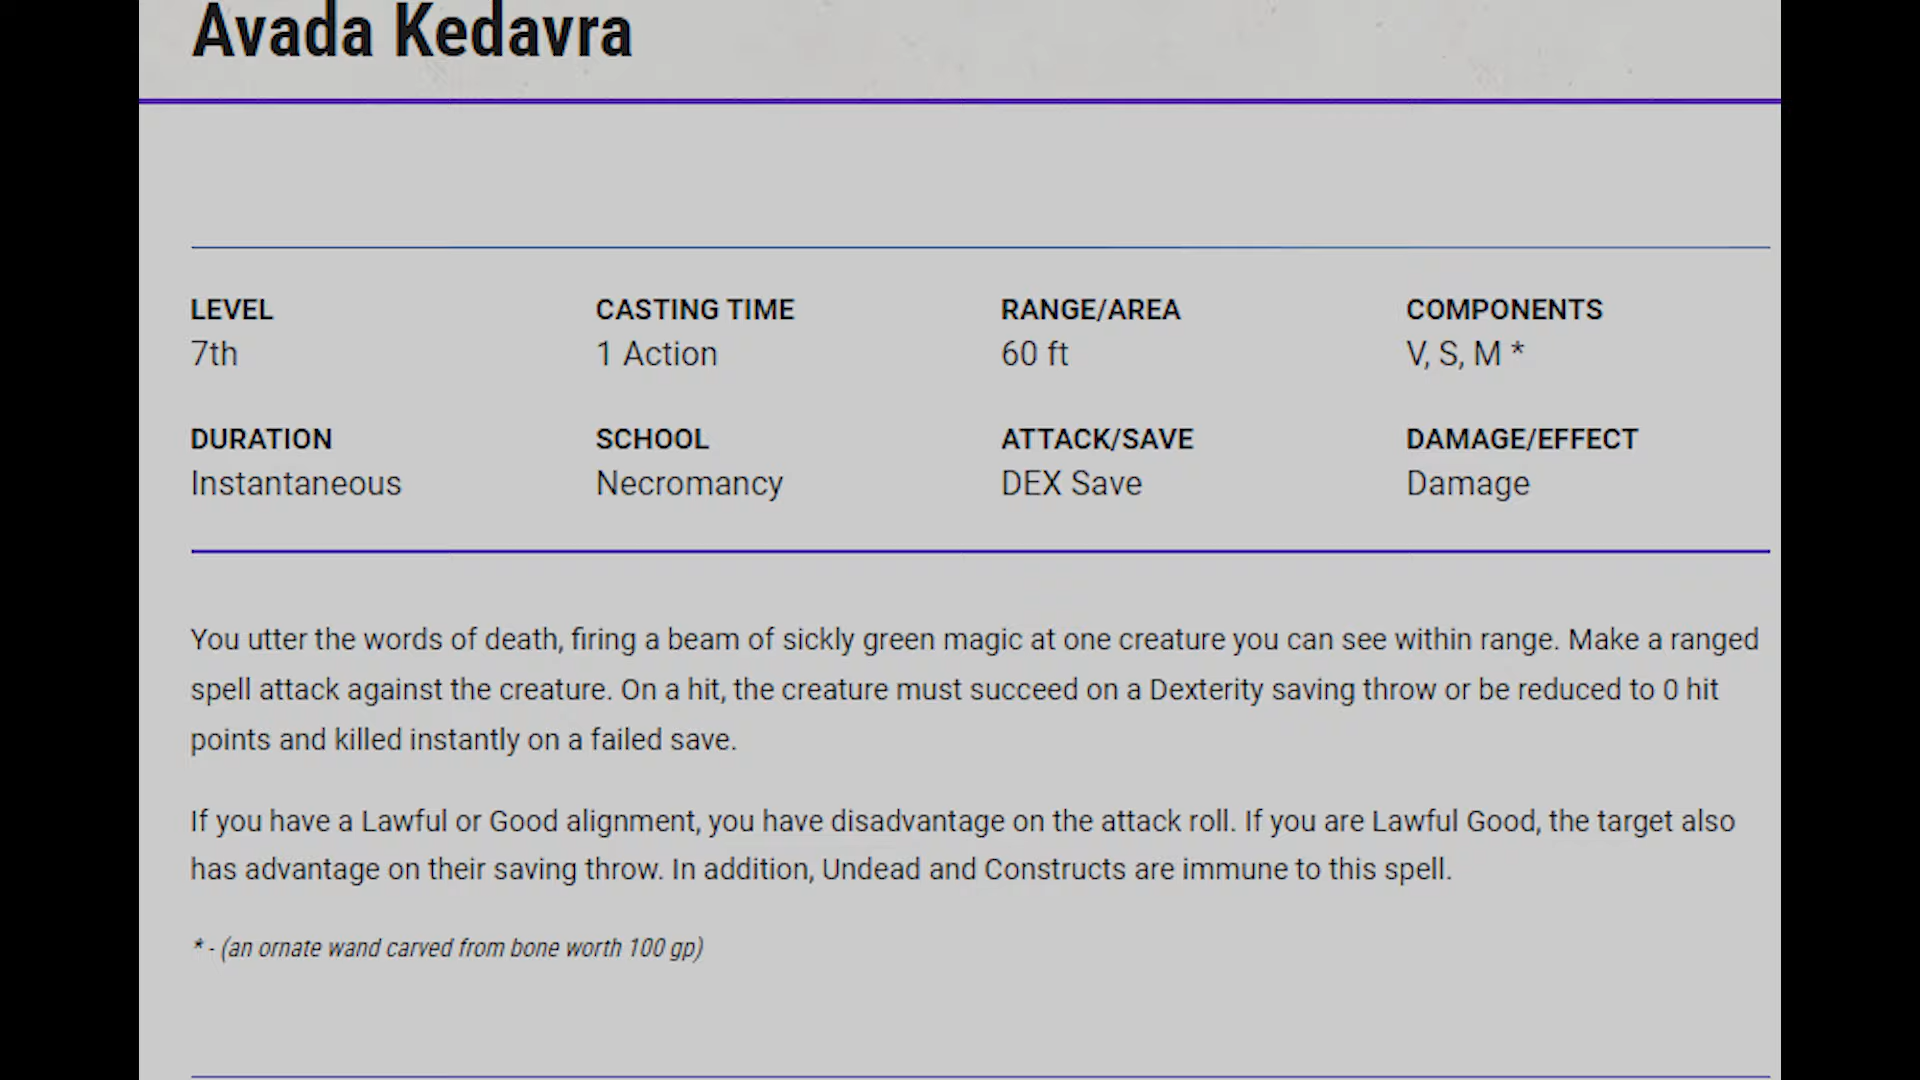 Avada Kedavra
LEVEL CASTING TIME RANGE/AREA COMPONENTS
7th 1 Action 60 ft V, S, M *
DURATION SCHOOL ATTACK/SAVE DAMAGE/EFFECT
Instantaneous Necromancy DEX Save Damage
You utter the words of death, firing a beam of sickly green magic at one creature you can see within range. Make a ranged
spell attack against the creature. On a hit, the creature must succeed on a Dexterity saving throw or be reduced to 0 hit
points and killed instantly on a failed save.
If you have a Lawful or Good alignment, you have disadvantage on the attack roll. If you are Lawful Good, the target also
has advantage on their saving throw. In addition, Undead and Constructs are immune to this spell.
* - (an ornate wand carved from bone worth 100 gp)